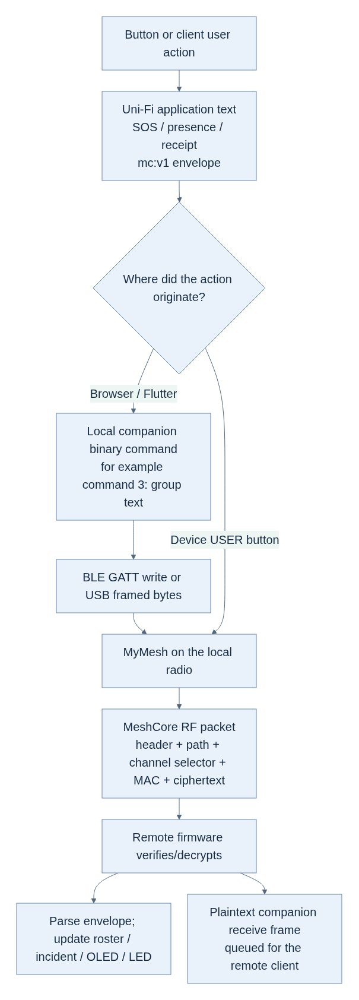 Button or client user
action
Uni-Fi application text
SOS / presence /
receipt
mc:v1 envelope
Where did the action
originate?
Browser / Flutter
Local companion
binary command
for example
command 3: group
text
Device USER button
BLE GATT write or
USB framed bytes
MyMesh on the local
radio
MeshCore RF packet
header + path +
channel selector +
MAC + ciphertext
Remote firmware
verifies/decrypts
Parse envelope;
update roster /
incident / OLED / LED
Plaintext companion
receive frame
queued for the
remote client